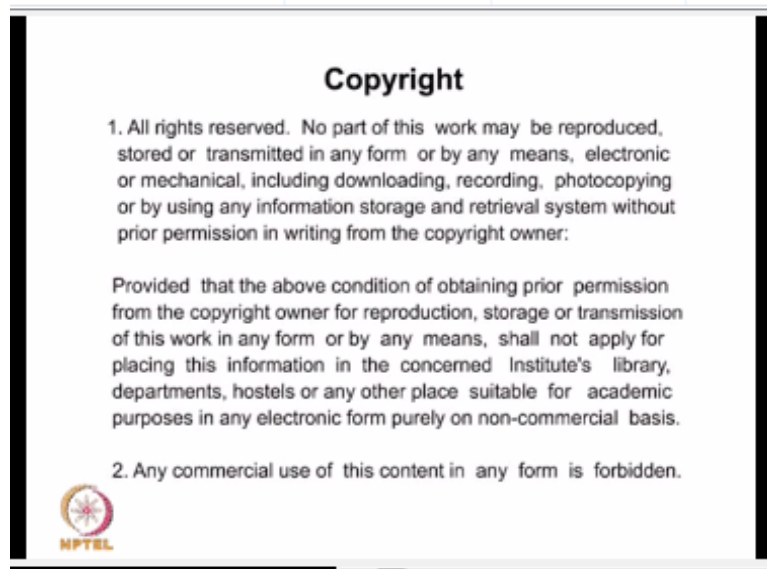 Copyright
1. All rights reserved. No part of this work may be reproduced,
stored or transmitted in any form or by any means, electronic
or mechanical, including downloading, recording, photocopying
or by using any information storage and retrieval system without
prior permission in writing from the copyright owner:
Provided that the above condition of obtaining prior permission
from the copyright owner for reproduction, storage or transmission
of this work in any form or by any means, shall not apply for
placing this information in the concerned Institute's library,
departments, hostels or any other place suitable for academic
purposes in any electronic form purely on non-commercial basis.
2. Any commercial use of this content in any form is forbidden.
NPTEL